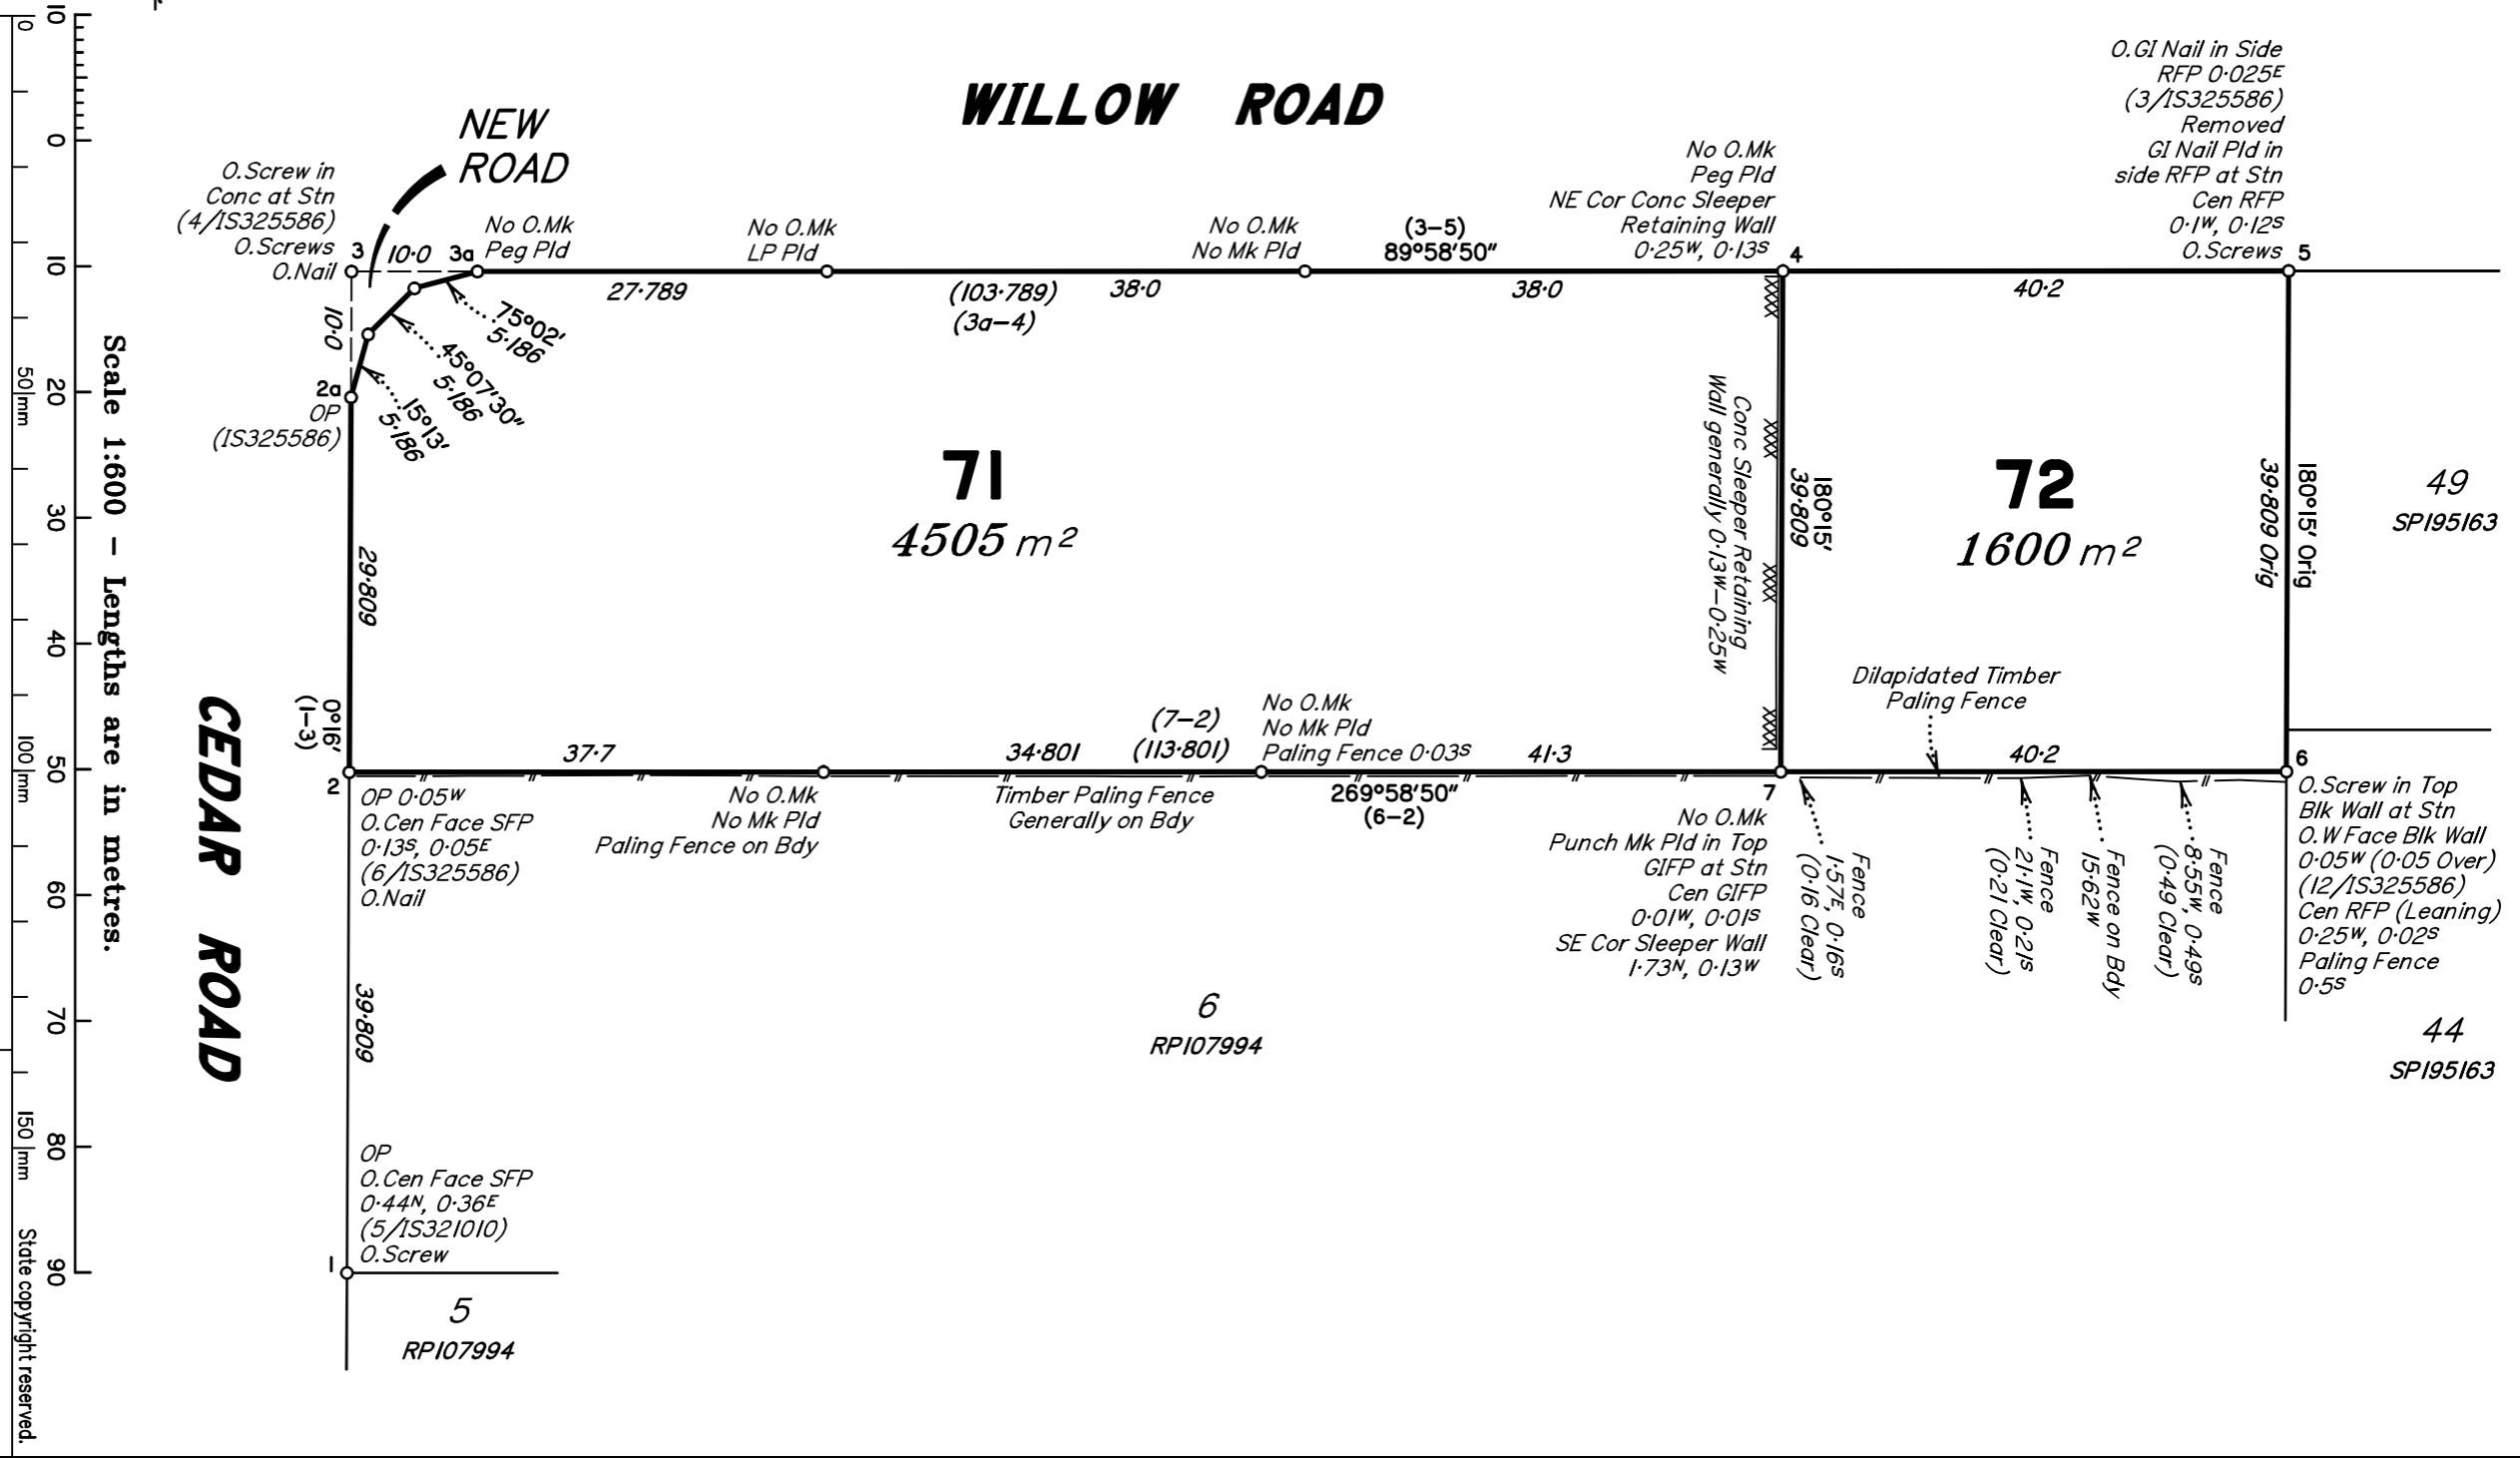 WILLOW ROAD
NEW
ROAD
O.Screw in
Conc at Stn
(4/IS325586)
O.Screws
O.Nail
3
10·0
3a
No O.Mk
Peg Pld
No O.Mk
LP Pld
No O.Mk
No Mk Pld
(3–5)
89°58'50"
No O.Mk
Peg Pld
NE Cor Conc Sleeper
Retaining Wall
0·25W, 0·13S
4
O.GI Nail in Side
RFP 0·025E
(3/IS325586)
Removed
GI Nail Pld in
side RFP at Stn
Cen RFP
0·1W, 0·12S
O.Screws
5
27·789
(103·789)
(3a–4)
38·0
38·0
40·2
10·0
75°02'
5·186
45°07'30"
5·186
15°13'
5·186
2a
OP
(IS325586)
71
4505 m²
Conc Sleeper Retaining
Wall generally 0·13W–0·25W
180°15'
39·809
72
1600 m²
180°15' Orig
39·809 Orig
49
SP195163
29·809
0°16'
(1–3)
Dilapidated Timber
Paling Fence
37·7
34·801
(7–2)
(113·801)
No O.Mk
No Mk Pld
Paling Fence 0·03S
41·3
40·2
2
OP 0·05W
O.Cen Face SFP
0·13S, 0·05E
(6/IS325586)
O.Nail
No O.Mk
No Mk Pld
Paling Fence on Bdy
Timber Paling Fence
Generally on Bdy
269°58'50"
(6–2)
7
No O.Mk
Punch Mk Pld in Top
GIFP at Stn
Cen GIFP
0·01W, 0·01S
SE Cor Sleeper Wall
1·73N, 0·13W
Fence
1·57E, 0·16S
(0·16 Clear)
Fence
21·1W, 0·21S
(0·21 Clear)
Fence on Bdy
15·62W
Fence
8·55W, 0·49S
(0·49 Clear)
6
O.Screw in Top
Blk Wall at Stn
O.W Face Blk Wall
0·05W (0·05 Over)
(12/IS325586)
Cen RFP (Leaning)
0·25W, 0·02S
Paling Fence
0·5S
44
SP195163
CEDAR ROAD
39·809
6
RP107994
OP
O.Cen Face SFP
0·44N, 0·36E
(5/IS321010)
O.Screw
1
5
RP107994
Scale 1:600 – Lengths are in metres.
10
0
10
20
30
40
50
60
70
80
90
0
50 mm
100 mm
150 mm
State copyright reserved.